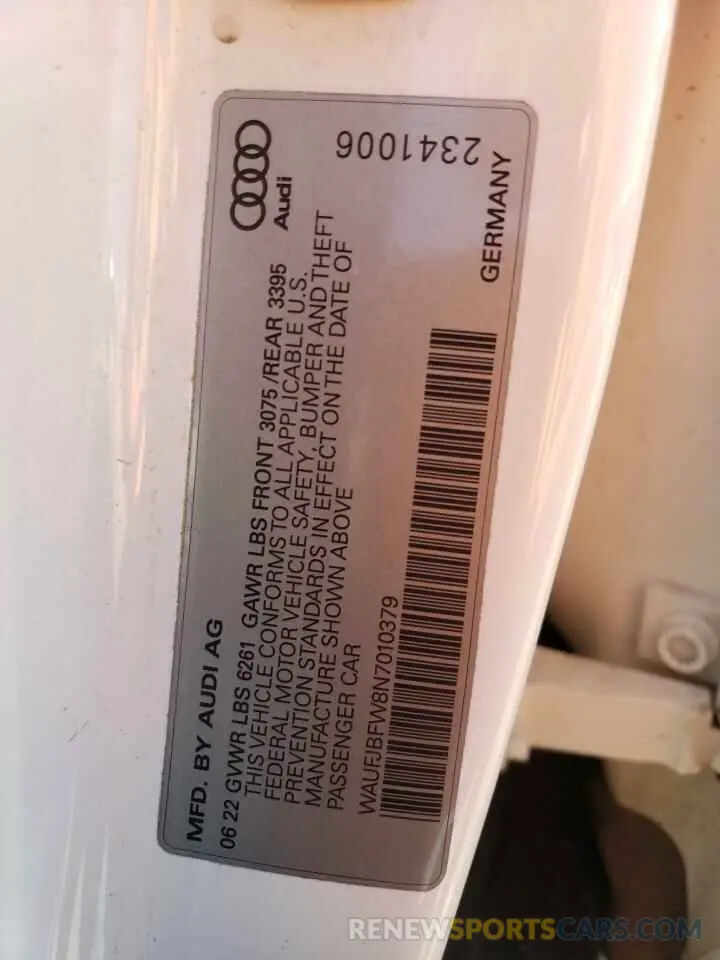 MFD. BY AUDI AG
06 22 GVWR LBS 6261 GAWR LBS FRONT 3075 /REAR 3395
THIS VEHICLE CONFORMS TO ALL APPLICABLE U.S.
FEDERAL MOTOR VEHICLE SAFETY, BUMPER AND THEFT
PREVENTION STANDARDS IN EFFECT ON THE DATE OF
MANUFACTURE SHOWN ABOVE
PASSENGER CAR
WAUFJBFW8N7010379
Audi
2341006
GERMANY
RENEWSPORTSCARS.COM